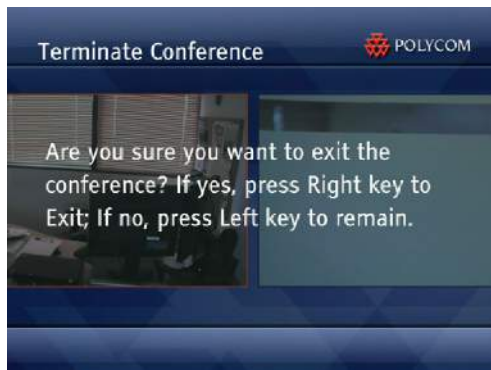 Terminate Conference
POLYCOM
Are you sure you want to exit the
conference? If yes, press Right key to
Exit; If no, press Left key to remain.